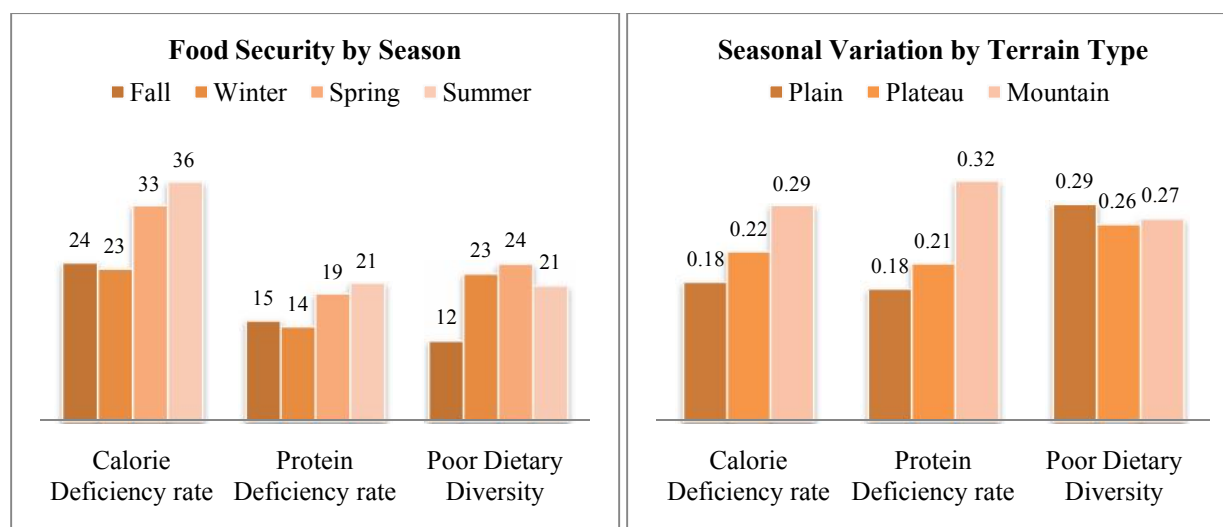 Food Security by Season
Fall Winter Spring Summer
24 23 33 36
15 14 19 21
12 23 24 21
Calorie Deficiency rate
Protein Deficiency rate
Poor Dietary Diversity
Seasonal Variation by Terrain Type
Plain Plateau Mountain
0.18 0.22 0.29
0.18 0.21 0.32
0.29 0.26 0.27
Calorie Deficiency rate
Protein Deficiency rate
Poor Dietary Diversity